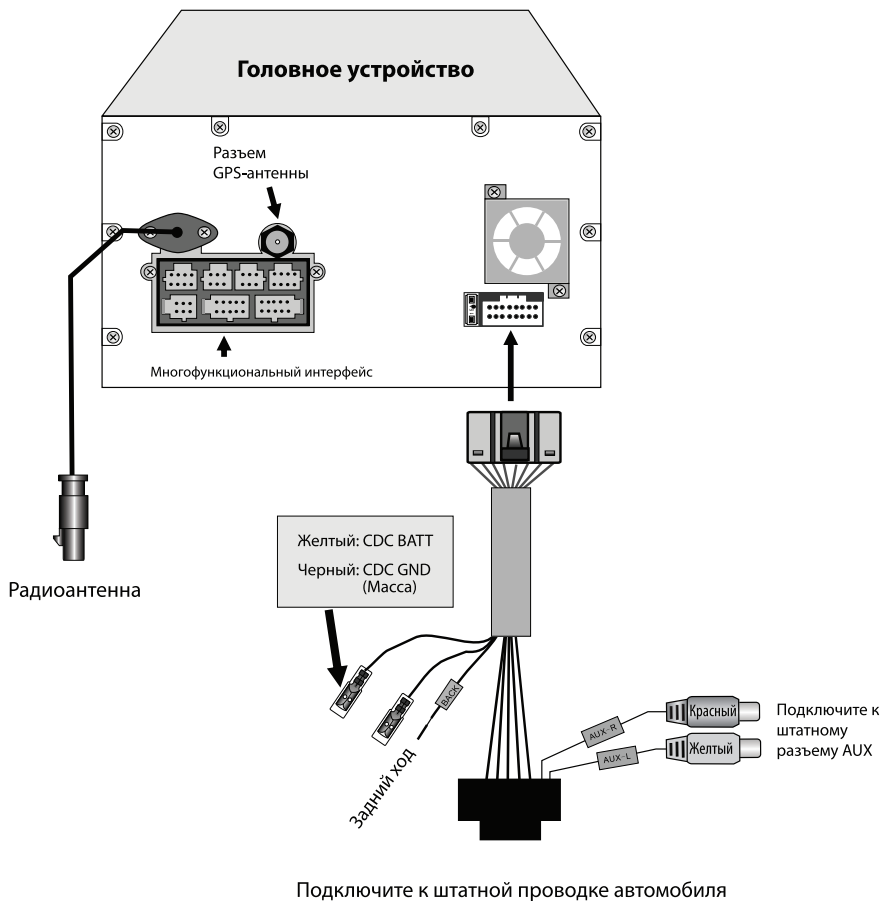 Головное устройство
Разъем
GPS-антенны
Многофункциональный интерфейс
Радиоантенна
Желтый: CDC BATT
Черный: CDC GND
(Масса)
BACK
Задний ход
AUX-R
AUX-L
Красный
Желтый
Подключите к
штатному
разъему AUX
Подключите к штатной проводке автомобиля